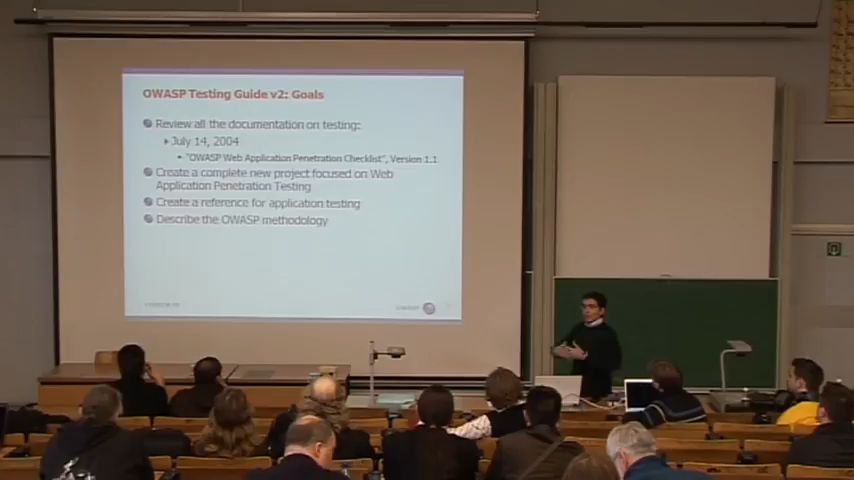 OWASP Testing Guide v2: Goals
Review all the documentation on testing:
July 14, 2004
"OWASP Web Application Penetration Checklist", Version 1.1
Create a complete new project focused on Web
Application Penetration Testing
Create a reference for application testing
Describe the OWASP methodology